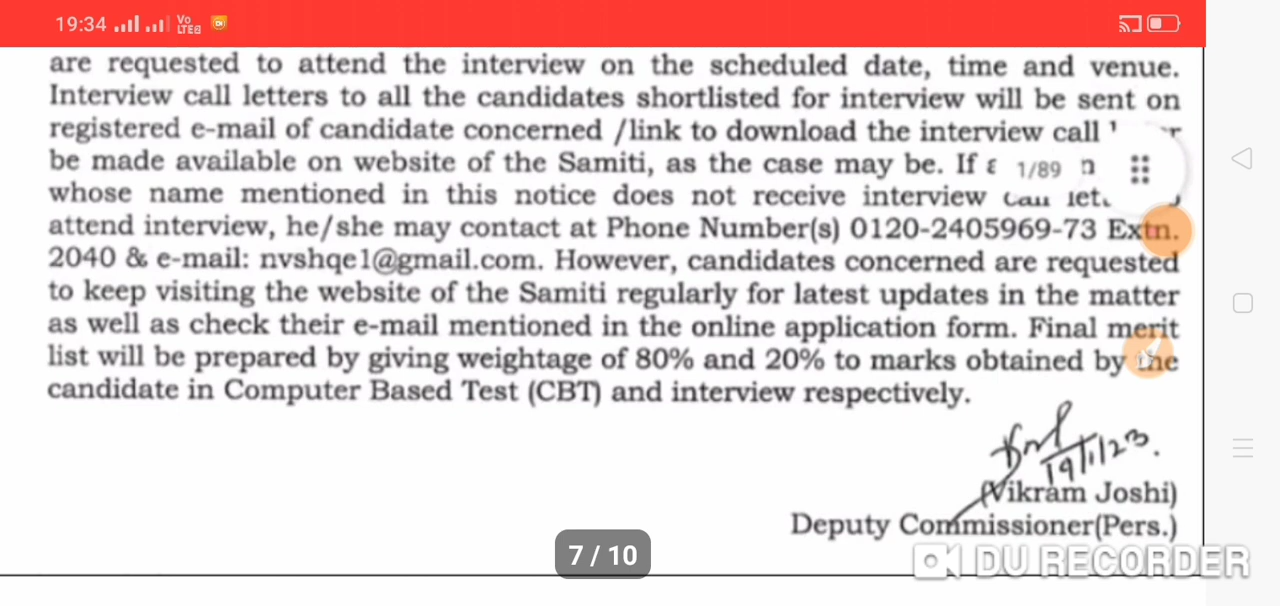 19:34 Vo LTE2
are requested to attend the interview on the scheduled date, time and venue.
Interview call letters to all the candidates shortlisted for interview will be sent on
registered e-mail of candidate concerned /link to download the interview call
be made available on website of the Samiti, as the case may be. If
1/89
whose name mentioned in this notice does not receive interview call
attend interview, he/she may contact at Phone Number(s) 0120-2405969-73 Extn.
2040 & e-mail: nvshqe1@gmail.com. However, candidates concerned are requested
to keep visiting the website of the Samiti regularly for latest updates in the matter
as well as check their e-mail mentioned in the online application form. Final merit
list will be prepared by giving weightage of 80% and 20% to marks obtained by the
candidate in Computer Based Test (CBT) and interview respectively.
19/1/23.
(Vikram Joshi)
Deputy Commissioner(Pers.)
7 / 10
DU RECORDER